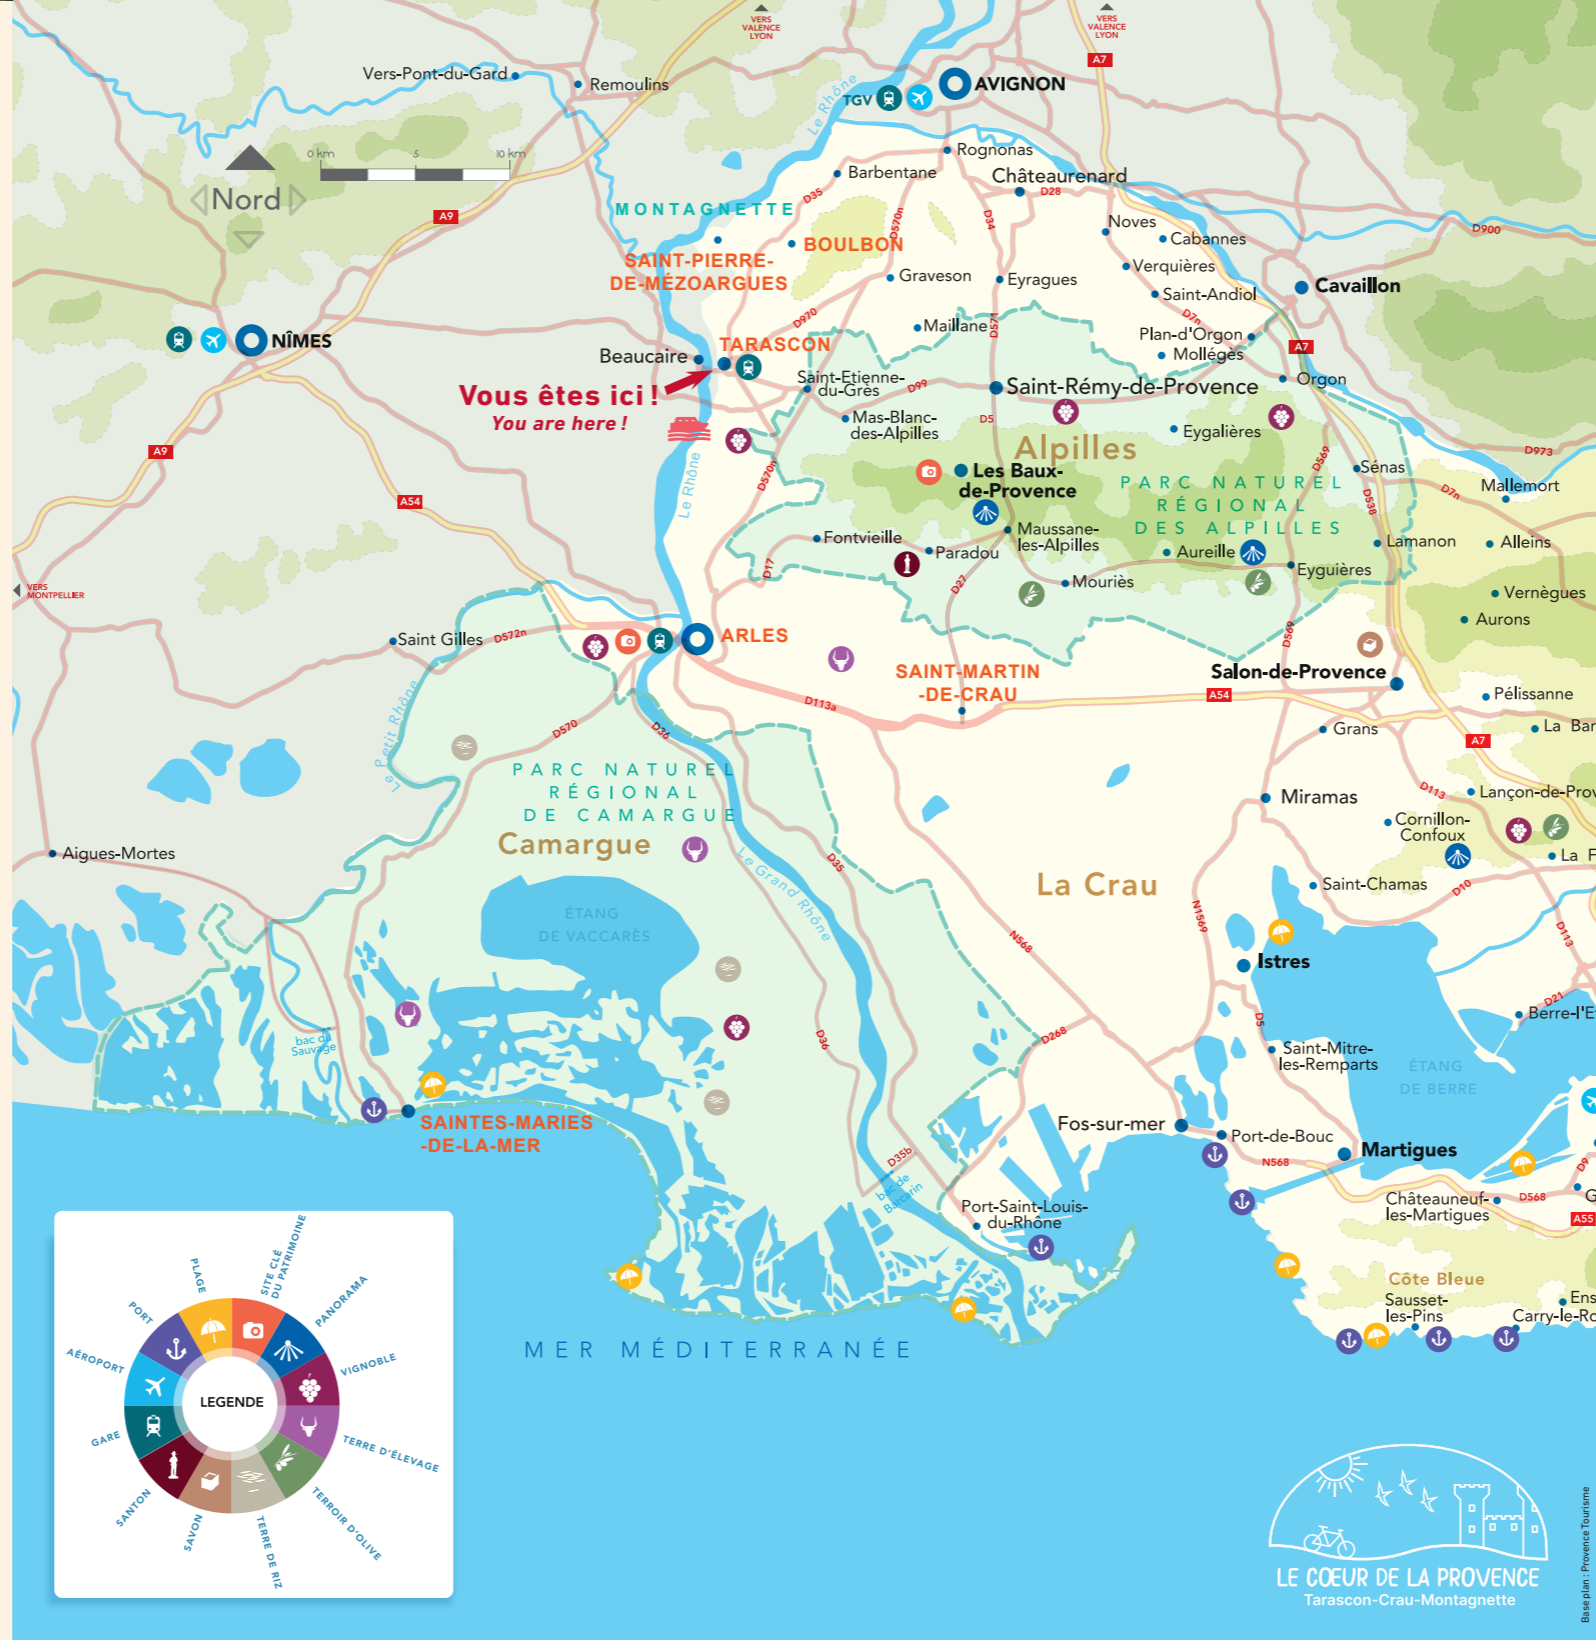 VERS
VALENCE
LYON
VERS
VALENCE
LYON
A7
Vers-Pont-du-Gard
Remoulins
TGV
AVIGNON
Le Rhône
0 km
5
10 km
Nord
Rognonas
Barbentane
Châteaurenard
D28
D35
D570n
D34
MONTAGNETTE
A9
Noves
Cabannes
D900
BOULBON
SAINT-PIERRE-
DE-MÉZOARGUES
Graveson
Eyragues
Verquières
Saint-Andiol
Cavaillon
D970
Maillane
D571
D7n
Plan-d'Orgon
Mollégès
A7
NÎMES
Beaucaire
TARASCON
Saint-Etienne-
du-Grès
D99
Saint-Rémy-de-Provence
Orgon
Vous êtes ici !
You are here !
Mas-Blanc-
des-Alpilles
D5
Eygalières
Alpilles
A9
D569
D973
Le Rhône
D570n
Les Baux-
de-Provence
Sénas
PARC NATUREL
RÉGIONAL
DES ALPILLES
D538
D7n
Mallemort
A54
Fontvieille
Paradou
Maussane-
les-Alpilles
Aureille
Lamanon
Alleins
D17
D27
Mouriès
Eyguières
VERS
MONTPELLIER
Vernègues
Aurons
Saint Gilles
D572n
ARLES
D569
SAINT-MARTIN
-DE-CRAU
Salon-de-Provence
A54
Pélissanne
D113a
Le Petit Rhône
D570
D36
Grans
A7
La Bar
PARC NATUREL
RÉGIONAL
DE CAMARGUE
Camargue
Miramas
D113
Lançon-de-Prov
Cornillon-
Confoux
Aigues-Mortes
Le Grand Rhône
D35
La Crau
La F
Saint-Chamas
D10
ÉTANG
DE VACCARÈS
N568
N1569
D113
Istres
D21
Berre-l'E
bac du
Sauvage
D36
D268
D5
Saint-Mitre-
les-Remparts
ÉTANG
DE BERRE
SAINTES-MARIES
-DE-LA-MER
Fos-sur-mer
Port-de-Bouc
N568
Martigues
D35b
bac de
Barcarin
Port-Saint-Louis-
du-Rhône
Châteauneuf-
les-Martigues
D568
D9
G
A55
Côte Bleue
Sausset-
les-Pins
Ens
Carry-le-Ro
MER MÉDITERRANÉE
LEGENDE
PLAGE
SITE CLÉ
DU PATRIMOINE
PANORAMA
VIGNOBLE
TERRE D'ÉLEVAGE
TERROIR D'OLIVE
TERRE DE RIZ
SAVON
SANTON
GARE
AÉROPORT
PORT
LE CŒUR DE LA PROVENCE
Tarascon-Crau-Montagnette
Base plan : Provence Tourisme